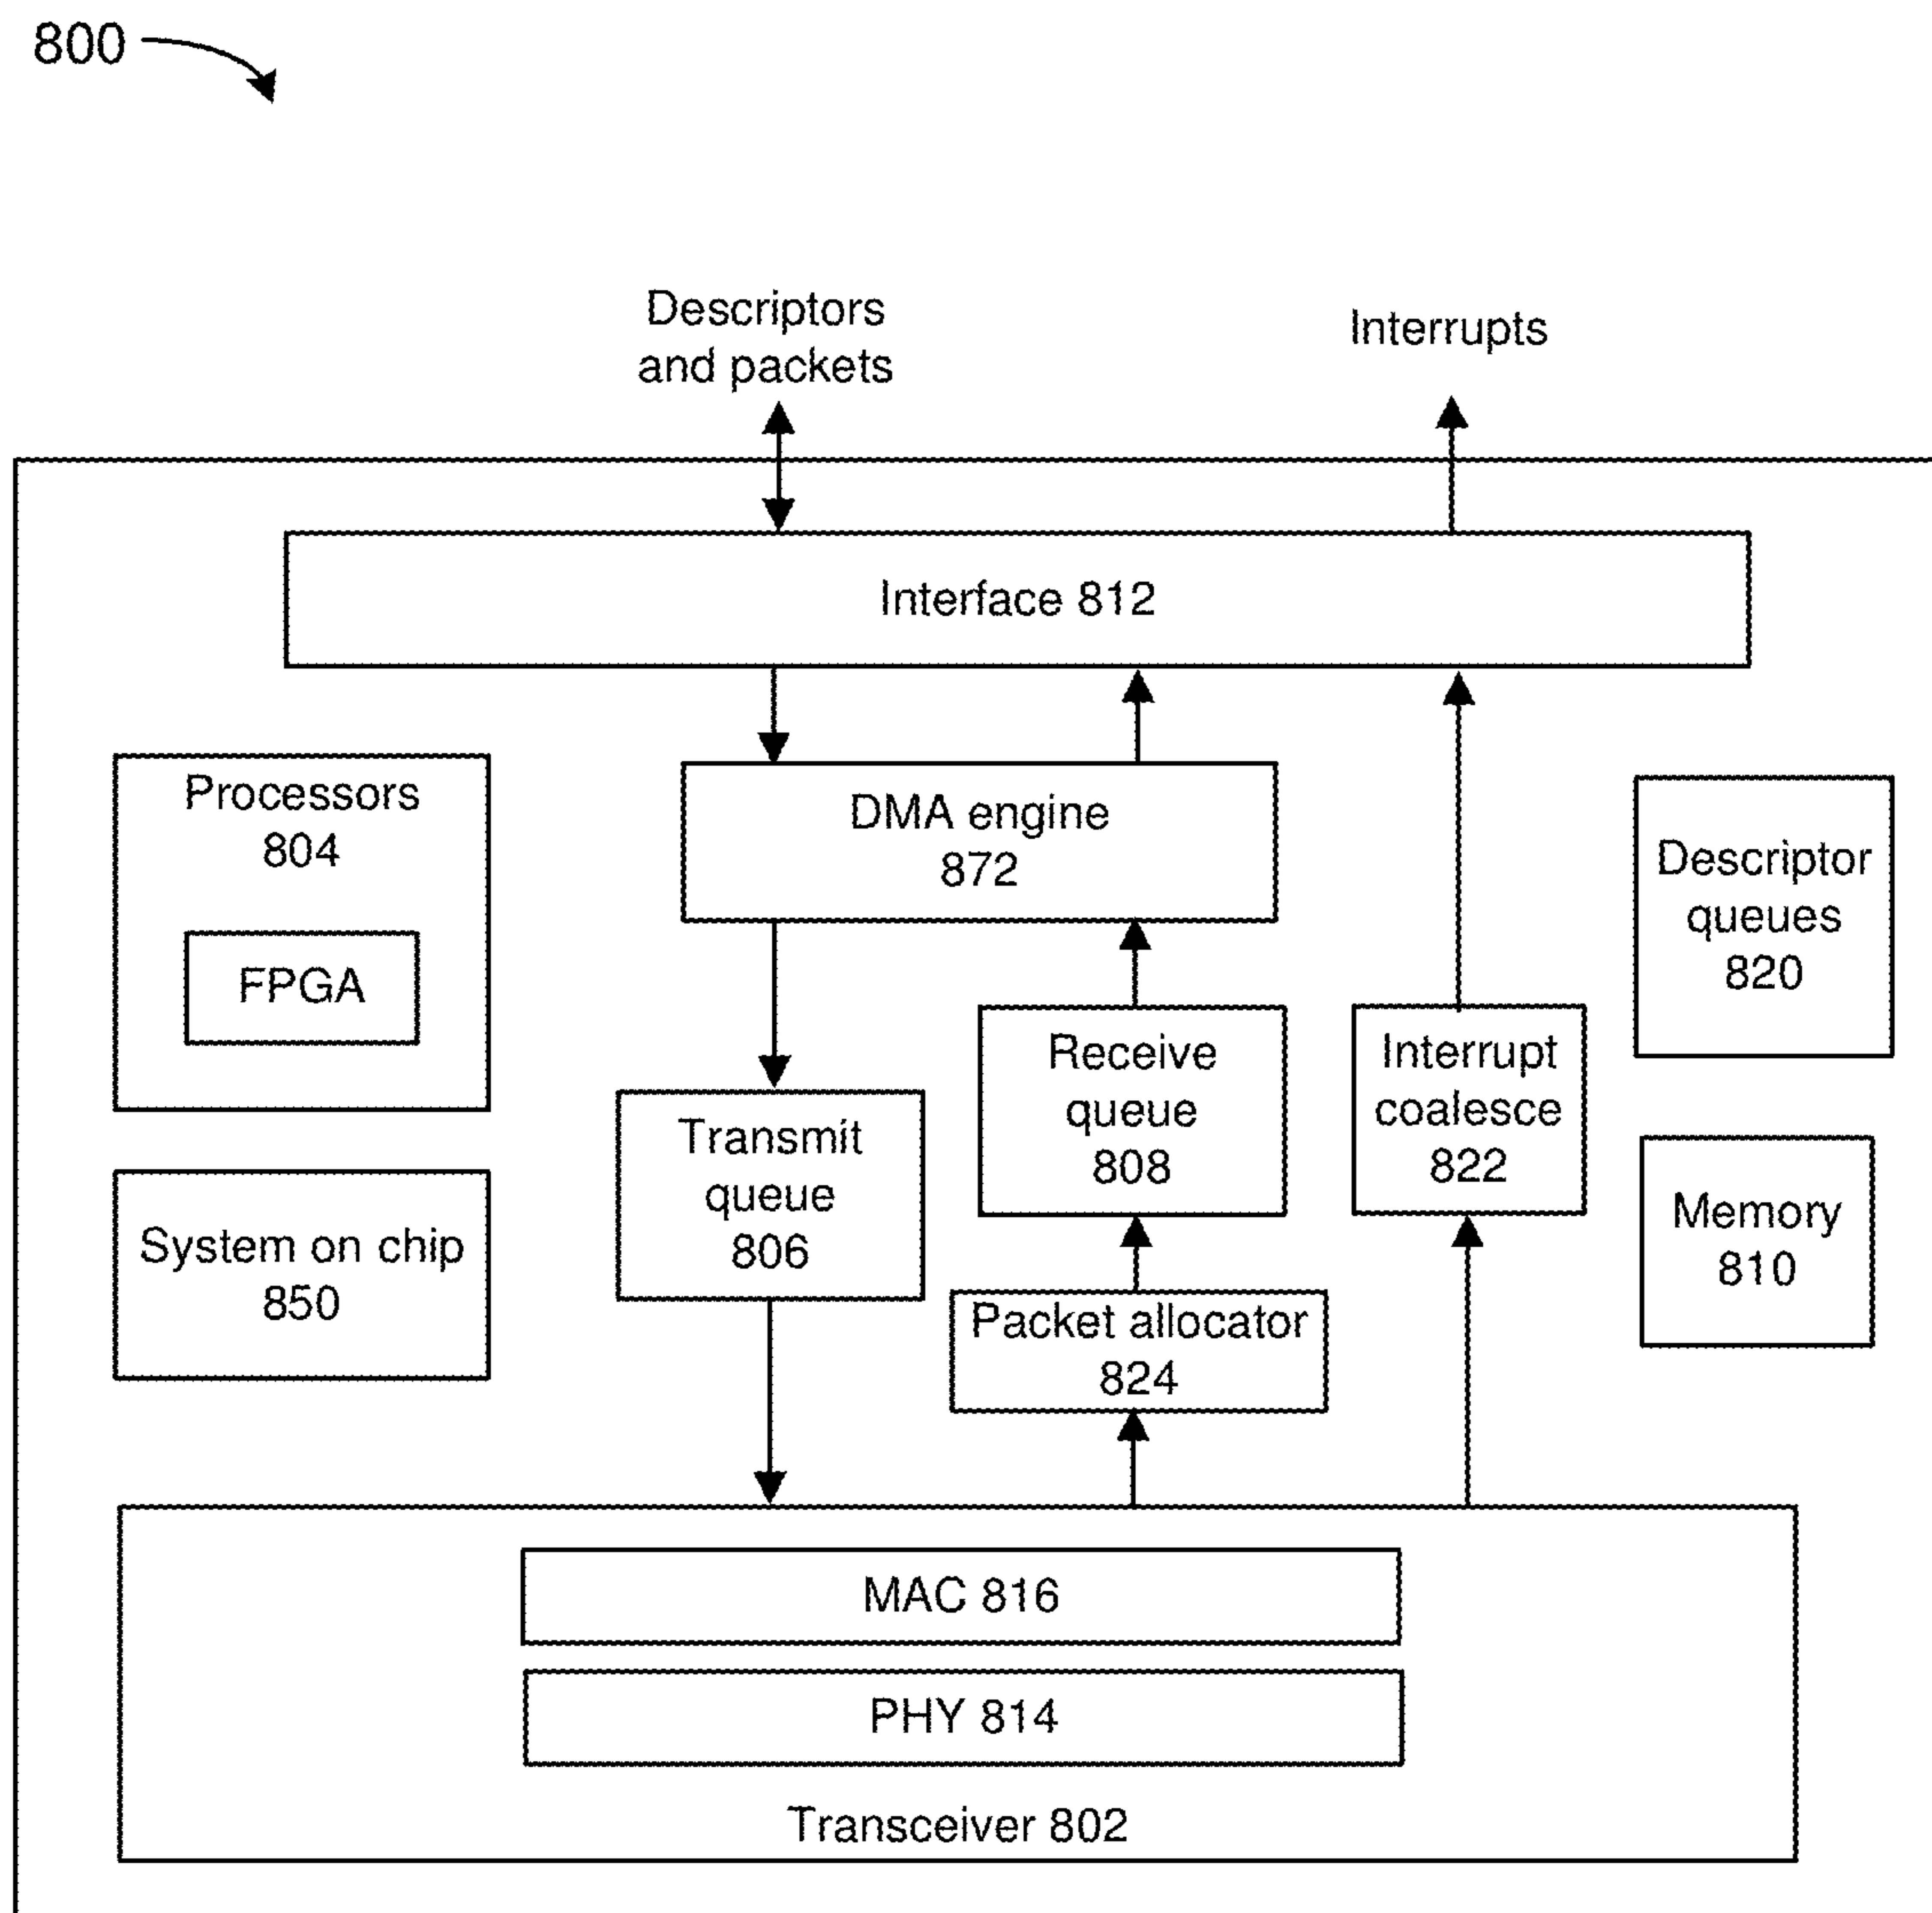 800
Descriptors
and packets
Interrupts
Interface 812
Processors
804
FPGA
DMA engine
872
Descriptor
queues
820
Transmit
queue
806
Receive
queue
808
Interrupt
coalesce
822
System on chip
850
Memory
810
Packet allocator
824
MAC 816
PHY 814
Transceiver 802